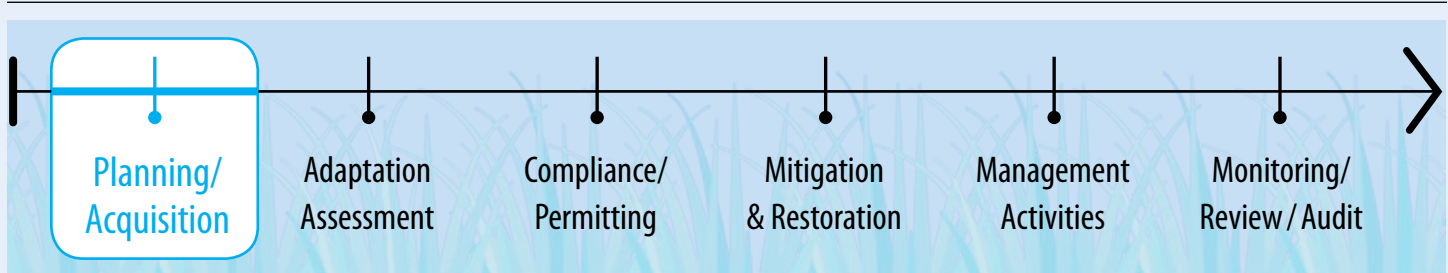 Planning/
Acquisition
Adaptation
Assessment
Compliance/
Permitting
Mitigation
& Restoration
Management
Activities
Monitoring/
Review / Audit